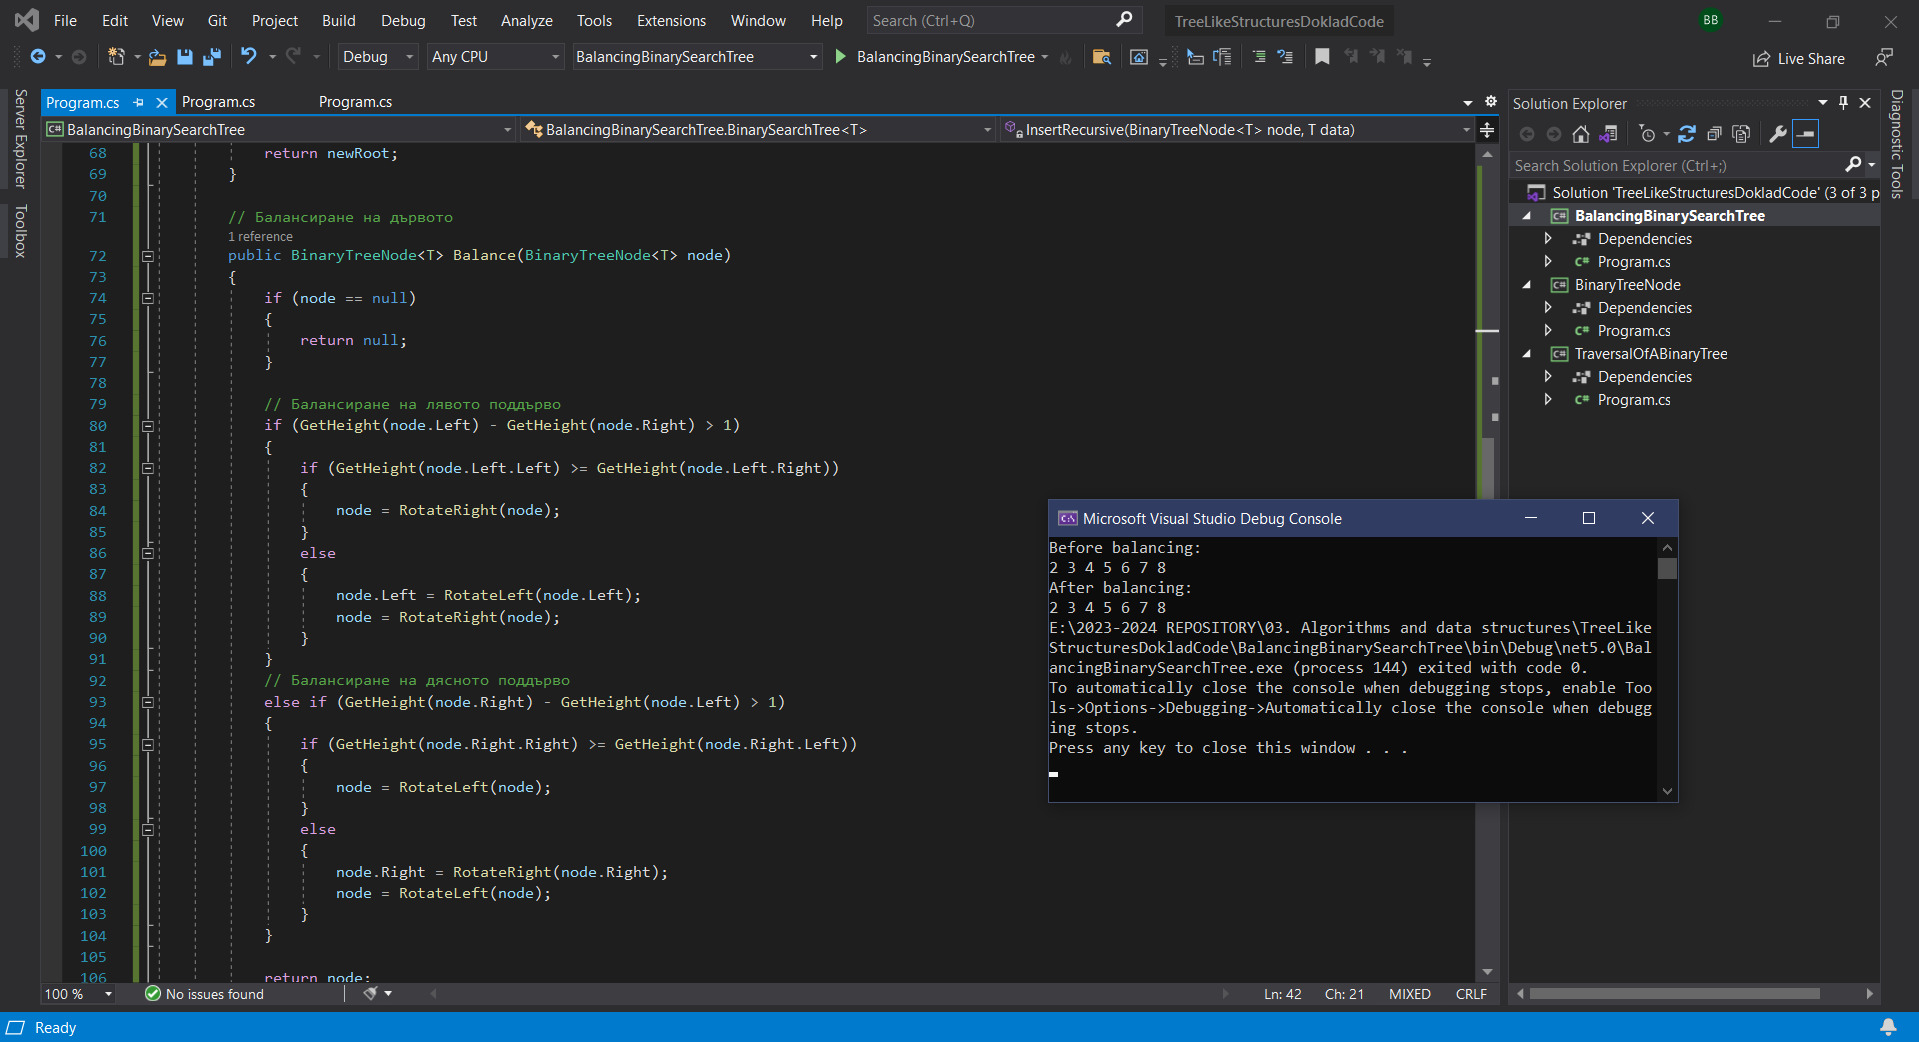 File Edit View Git Project Build Debug Test Analyze Tools Extensions Window Help Search (Ctrl+Q) TreeLikeStructuresDokladCode BB
Debug Any CPU BalancingBinarySearchTree BalancingBinarySearchTree Live Share
Server Explorer
Toolbox
Program.cs Program.cs Program.cs
BalancingBinarySearchTree BalancingBinarySearchTree.BinarySearchTree<T> InsertRecursive(BinaryTreeNode<T> node, T data)
68 return newRoot;
69 }
70
71 // Балансиране на дървото
1 reference
72 public BinaryTreeNode<T> Balance(BinaryTreeNode<T> node)
73 {
74 if (node == null)
75 {
76 return null;
77 }
78
79 // Балансиране на лявото поддърво
80 if (GetHeight(node.Left) - GetHeight(node.Right) > 1)
81 {
82 if (GetHeight(node.Left.Left) >= GetHeight(node.Left.Right))
83 {
84 node = RotateRight(node);
85 }
86 else
87 {
88 node.Left = RotateLeft(node.Left);
89 node = RotateRight(node);
90 }
91 }
92 // Балансиране на дясното поддърво
93 else if (GetHeight(node.Right) - GetHeight(node.Left) > 1)
94 {
95 if (GetHeight(node.Right.Right) >= GetHeight(node.Right.Left))
96 {
97 node = RotateLeft(node);
98 }
99 else
100 {
101 node.Right = RotateRight(node.Right);
102 node = RotateLeft(node);
103 }
104 }
105
106 return node;
100 % No issues found Ln: 42 Ch: 21 MIXED CRLF
Ready
Microsoft Visual Studio Debug Console
Before balancing:
2 3 4 5 6 7 8
After balancing:
2 3 4 5 6 7 8
E:\2023-2024 REPOSITORY\03. Algorithms and data structures\TreeLike
StructuresDokladCode\BalancingBinarySearchTree\bin\Debug\net5.0\Bal
ancingBinarySearchTree.exe (process 144) exited with code 0.
To automatically close the console when debugging stops, enable Too
ls->Options->Debugging->Automatically close the console when debugg
ing stops.
Press any key to close this window . . .
Solution Explorer
Search Solution Explorer (Ctrl+;)
Solution 'TreeLikeStructuresDokladCode' (3 of 3 p
C# BalancingBinarySearchTree
Dependencies
C# Program.cs
C# BinaryTreeNode
Dependencies
C# Program.cs
C# TraversalOfABinaryTree
Dependencies
C# Program.cs
Diagnostic Tools